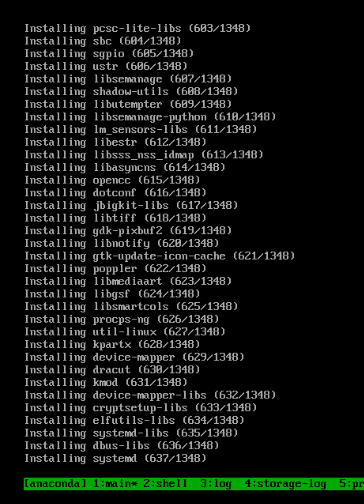 Installing pcsc-lite-libs (603/1348)
Installing sbc (604/1348)
Installing sgpio (605/1348)
Installing ustr (606/1348)
Installing libsemanage (607/1348)
Installing shadow-utils (608/1348)
Installing libutempter (609/1348)
Installing libsemanage-python (610/1348)
Installing lm_sensors-libs (611/1348)
Installing libestr (612/1348)
Installing libsss_nss_idmap (613/1348)
Installing libasyncns (614/1348)
Installing opencc (615/1348)
Installing dotconf (616/1348)
Installing jbigkit-libs (617/1348)
Installing libtiff (618/1348)
Installing gdk-pixbuf2 (619/1348)
Installing libnotify (620/1348)
Installing gtk-update-icon-cache (621/1348)
Installing poppler (622/1348)
Installing libmediaart (623/1348)
Installing libgsf (624/1348)
Installing libsmartcols (625/1348)
Installing procps-ng (626/1348)
Installing util-linux (627/1348)
Installing kpartx (628/1348)
Installing device-mapper (629/1348)
Installing dracut (630/1348)
Installing kmod (631/1348)
Installing device-mapper-libs (632/1348)
Installing cryptsetup-libs (633/1348)
Installing elfutils-libs (634/1348)
Installing systemd-libs (635/1348)
Installing dbus-libs (636/1348)
Installing systemd (637/1348)
[anaconda] 1:main* 2:shell 3:log 4:storage-log 5:pr